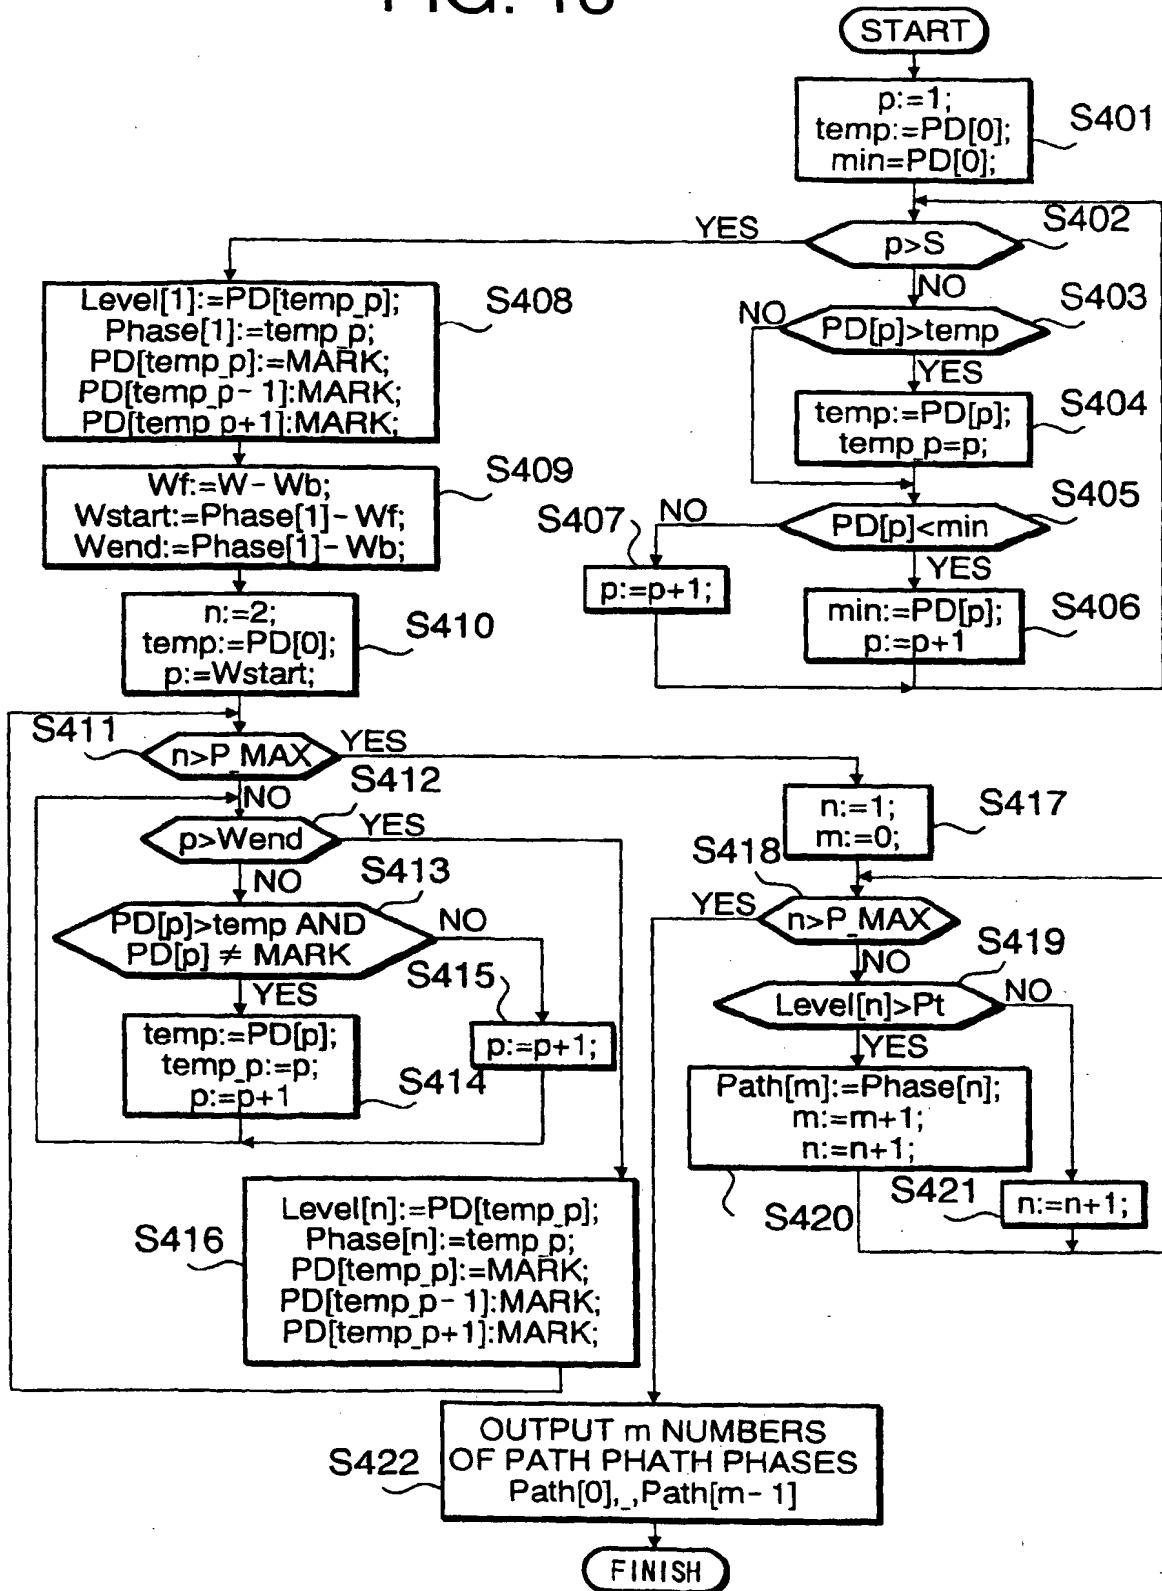 START
p:=1;
temp:=PD[0];
min=PD[0];
S401
p>S
S402
YES
NO
PD[p]>temp
S403
NO
YES
temp:=PD[p];
temp_p=p;
S404
PD[p]<min
S405
NO
YES
S407
p:=p+1;
min:=PD[p];
p:=p+1
S406
Level[1]:=PD[temp_p];
Phase[1]:=temp_p;
PD[temp_p]:=MARK;
PD[temp_p-1]:MARK;
PD[temp_p+1]:MARK;
S408
Wf:=W-Wb;
Wstart:=Phase[1]-Wf;
Wend:=Phase[1]-Wb;
S409
n:=2;
temp:=PD[0];
p:=Wstart;
S410
S411
n>P_MAX
YES
NO
S412
p>Wend
YES
NO
S413
PD[p]>temp AND
PD[p] ≠ MARK
NO
YES
temp:=PD[p];
temp_p:=p;
p:=p+1
S414
S415
p:=p+1;
S416
Level[n]:=PD[temp_p];
Phase[n]:=temp_p;
PD[temp_p]:=MARK;
PD[temp_p-1]:MARK;
PD[temp_p+1]:MARK;
n:=1;
m:=0;
S417
S418
n>P_MAX
YES
NO
S419
Level[n]>Pt
NO
YES
Path[m]:=Phase[n];
m:=m+1;
n:=n+1;
S420
S421
n:=n+1;
S422
OUTPUT m NUMBERS
OF PATH PHATH PHASES
Path[0],_,Path[m-1]
FINISH